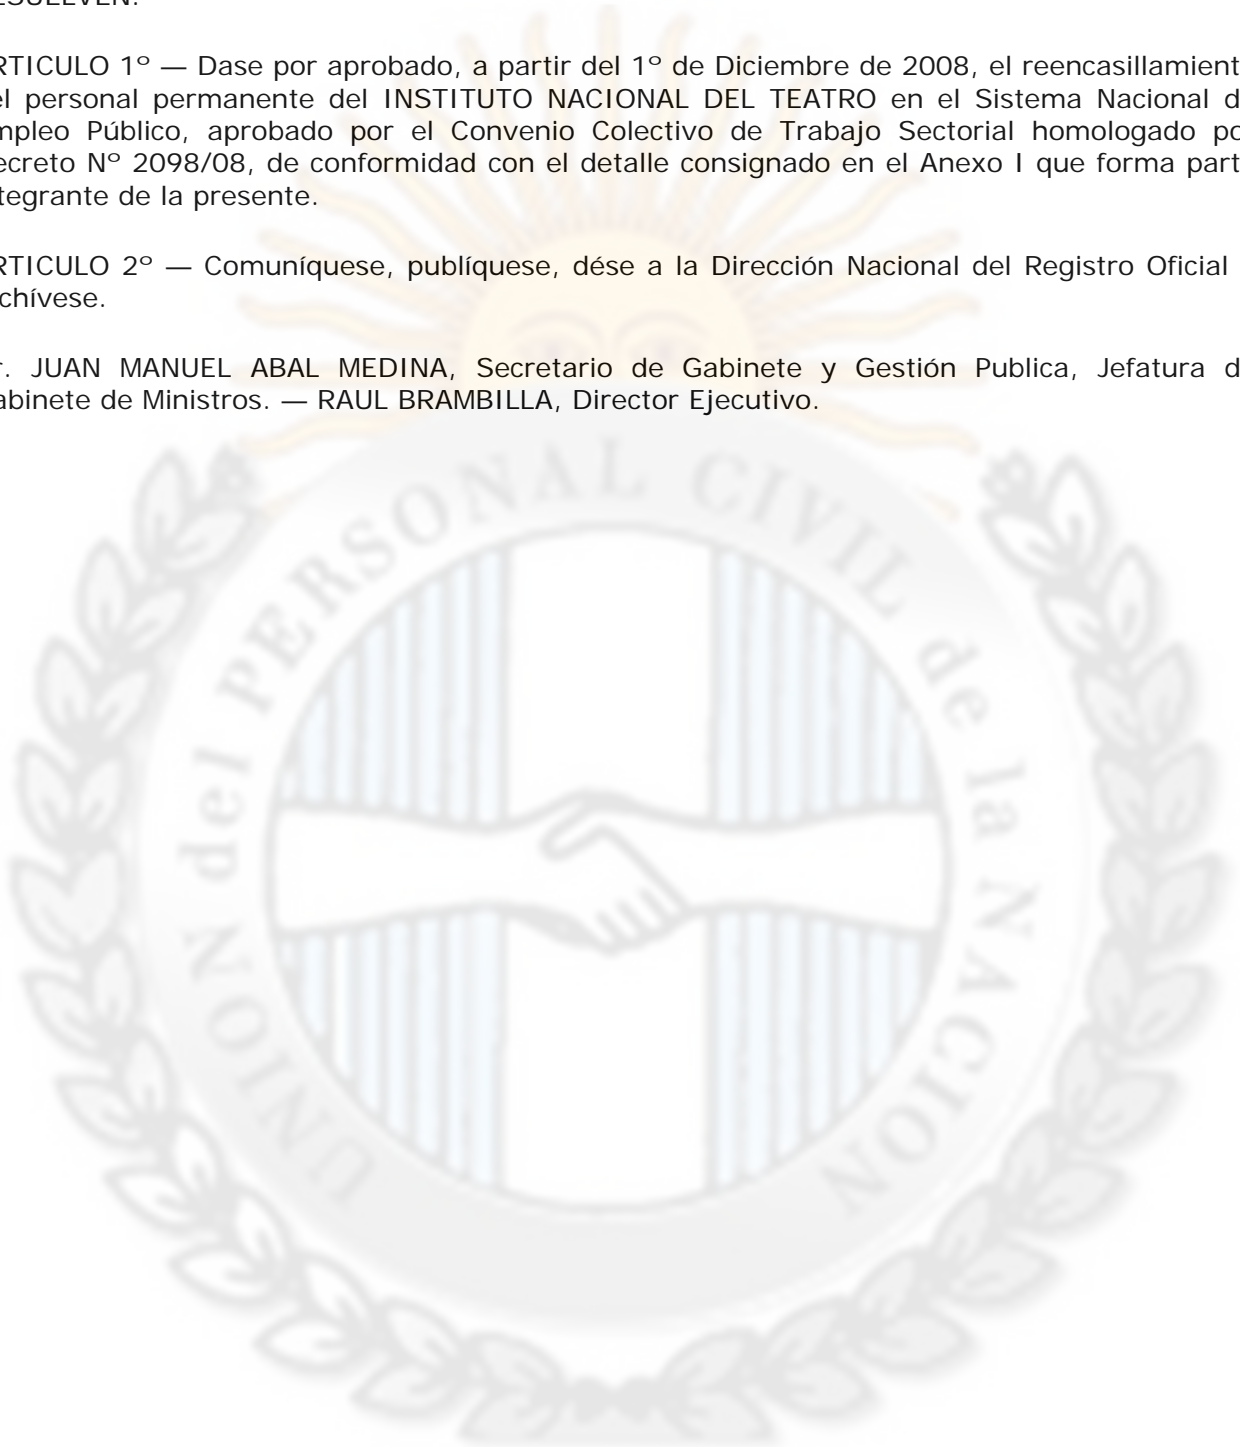 ESUELVEN:
RTICULO 1º — Dase por aprobado, a partir del 1º de Diciembre de 2008, el reencasillamient
el personal permanente del INSTITUTO NACIONAL DEL TEATRO en el Sistema Nacional d
mpleo Público, aprobado por el Convenio Colectivo de Trabajo Sectorial homologado po
ecreto Nº 2098/08, de conformidad con el detalle consignado en el Anexo I que forma part
tegrante de la presente.
RTICULO 2º — Comuníquese, publíquese, dése a la Dirección Nacional del Registro Oficial
chívese.
r. JUAN MANUEL ABAL MEDINA, Secretario de Gabinete y Gestión Publica, Jefatura d
abinete de Ministros. — RAUL BRAMBILLA, Director Ejecutivo.
UNION del PERSONAL CIVIL de la NACION